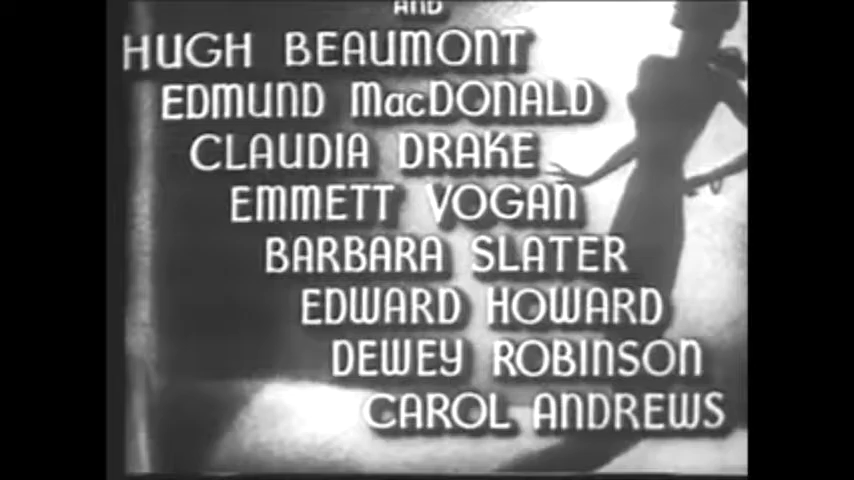 AND
HUGH BEAUMONT
EDMUND MacDONALD
CLAUDIA DRAKE
EMMETT VOGAN
BARBARA SLATER
EDWARD HOWARD
DEWEY ROBINSON
CAROL ANDREWS